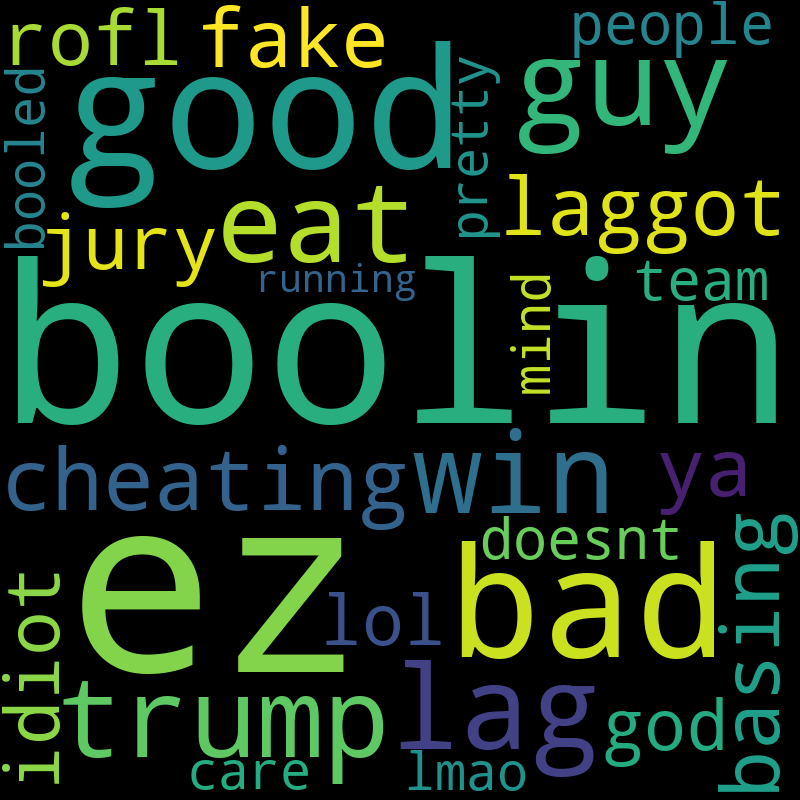 rofl
fake
people
booled
good
pretty
guy
jury
eat
laggot
running
mind
team
boolin
cheating
win
ya
ez
doesnt
bad
basing
idiot
lol
trump
lag
god
care
lmao